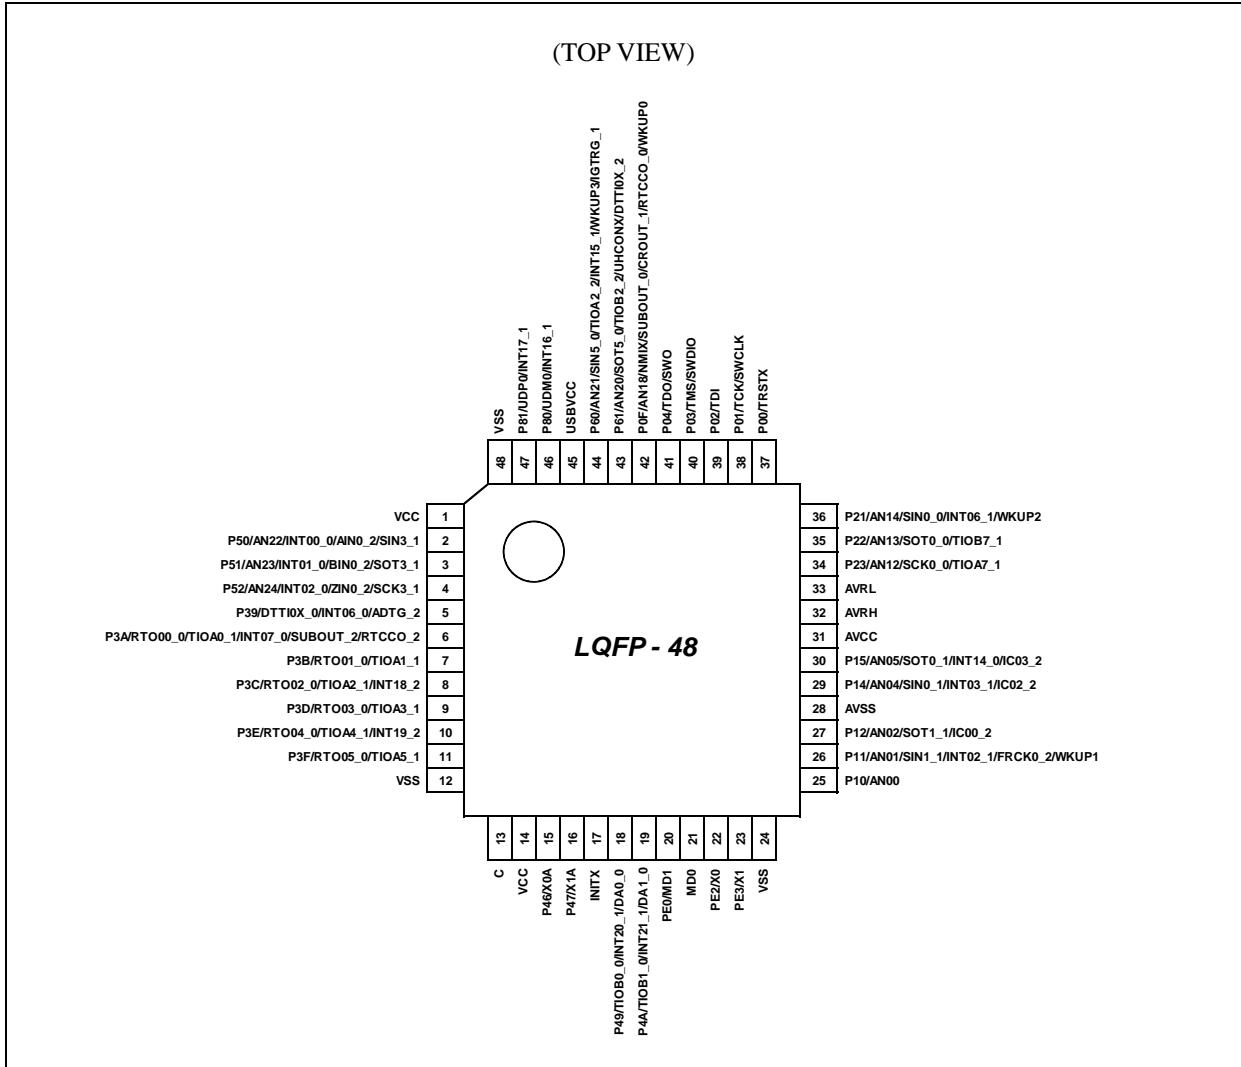 (TOP VIEW)
VSS
P81/UDP0/INT17_1
P80/UDM0/INT16_1
USBVCC
P60/AN21/SIN5_0/TIOA2_2/INT15_1/WKUP3/IGTRG_1
P61/AN20/SOT5_0/TIOB2_2/UHCONX/DTTI0X_2
P0F/AN18/NMIX/SUBOUT_0/CROUT_1/RTCCO_0/WKUP0
P04/TDO/SWO
P03/TMS/SWDIO
P02/TDI
P01/TCK/SWCLK
P00/TRSTX
48
47
46
45
44
43
42
41
40
39
38
37
VCC 1
P50/AN22/INT00_0/AIN0_2/SIN3_1 2
P51/AN23/INT01_0/BIN0_2/SOT3_1 3
P52/AN24/INT02_0/ZIN0_2/SCK3_1 4
P39/DTTI0X_0/INT06_0/ADTG_2 5
P3A/RTO00_0/TIOA0_1/INT07_0/SUBOUT_2/RTCCO_2 6
P3B/RTO01_0/TIOA1_1 7
P3C/RTO02_0/TIOA2_1/INT18_2 8
P3D/RTO03_0/TIOA3_1 9
P3E/RTO04_0/TIOA4_1/INT19_2 10
P3F/RTO05_0/TIOA5_1 11
VSS 12
LQFP - 48
36 P21/AN14/SIN0_0/INT06_1/WKUP2
35 P22/AN13/SOT0_0/TIOB7_1
34 P23/AN12/SCK0_0/TIOA7_1
33 AVRL
32 AVRH
31 AVCC
30 P15/AN05/SOT0_1/INT14_0/IC03_2
29 P14/AN04/SIN0_1/INT03_1/IC02_2
28 AVSS
27 P12/AN02/SOT1_1/IC00_2
26 P11/AN01/SIN1_1/INT02_1/FRCK0_2/WKUP1
25 P10/AN00
13
14
15
16
17
18
19
20
21
22
23
24
C
VCC
P46/X0A
P47/X1A
INITX
P49/TIOB0_0/INT20_1/DA0_0
P4A/TIOB1_0/INT21_1/DA1_0
PE0/MD1
MD0
PE2/X0
PE3/X1
VSS